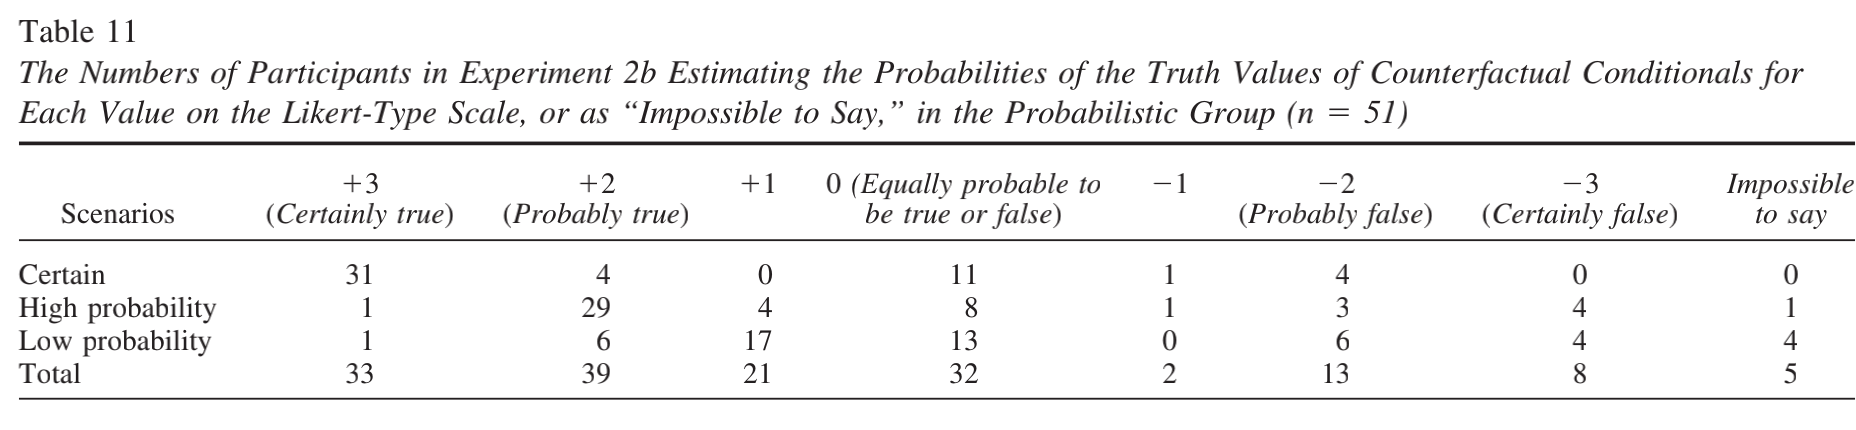 Table 11
The Numbers of Participants in Experiment 2b Estimating the Probabilities of the Truth Values of Counterfactual Conditionals for
Each Value on the Likert-Type Scale, or as “Impossible to Say,” in the Probabilistic Group (n = 51)
+3 +2 +1 0 (Equally probable to −1 −2 −3 Impossible
Scenarios (Certainly true) (Probably true) be true or false) (Probably false) (Certainly false) to say
Certain 31 4 0 11 1 4 0 0
High probability 1 29 4 8 1 3 4 1
Low probability 1 6 17 13 0 6 4 4
Total 33 39 21 32 2 13 8 5